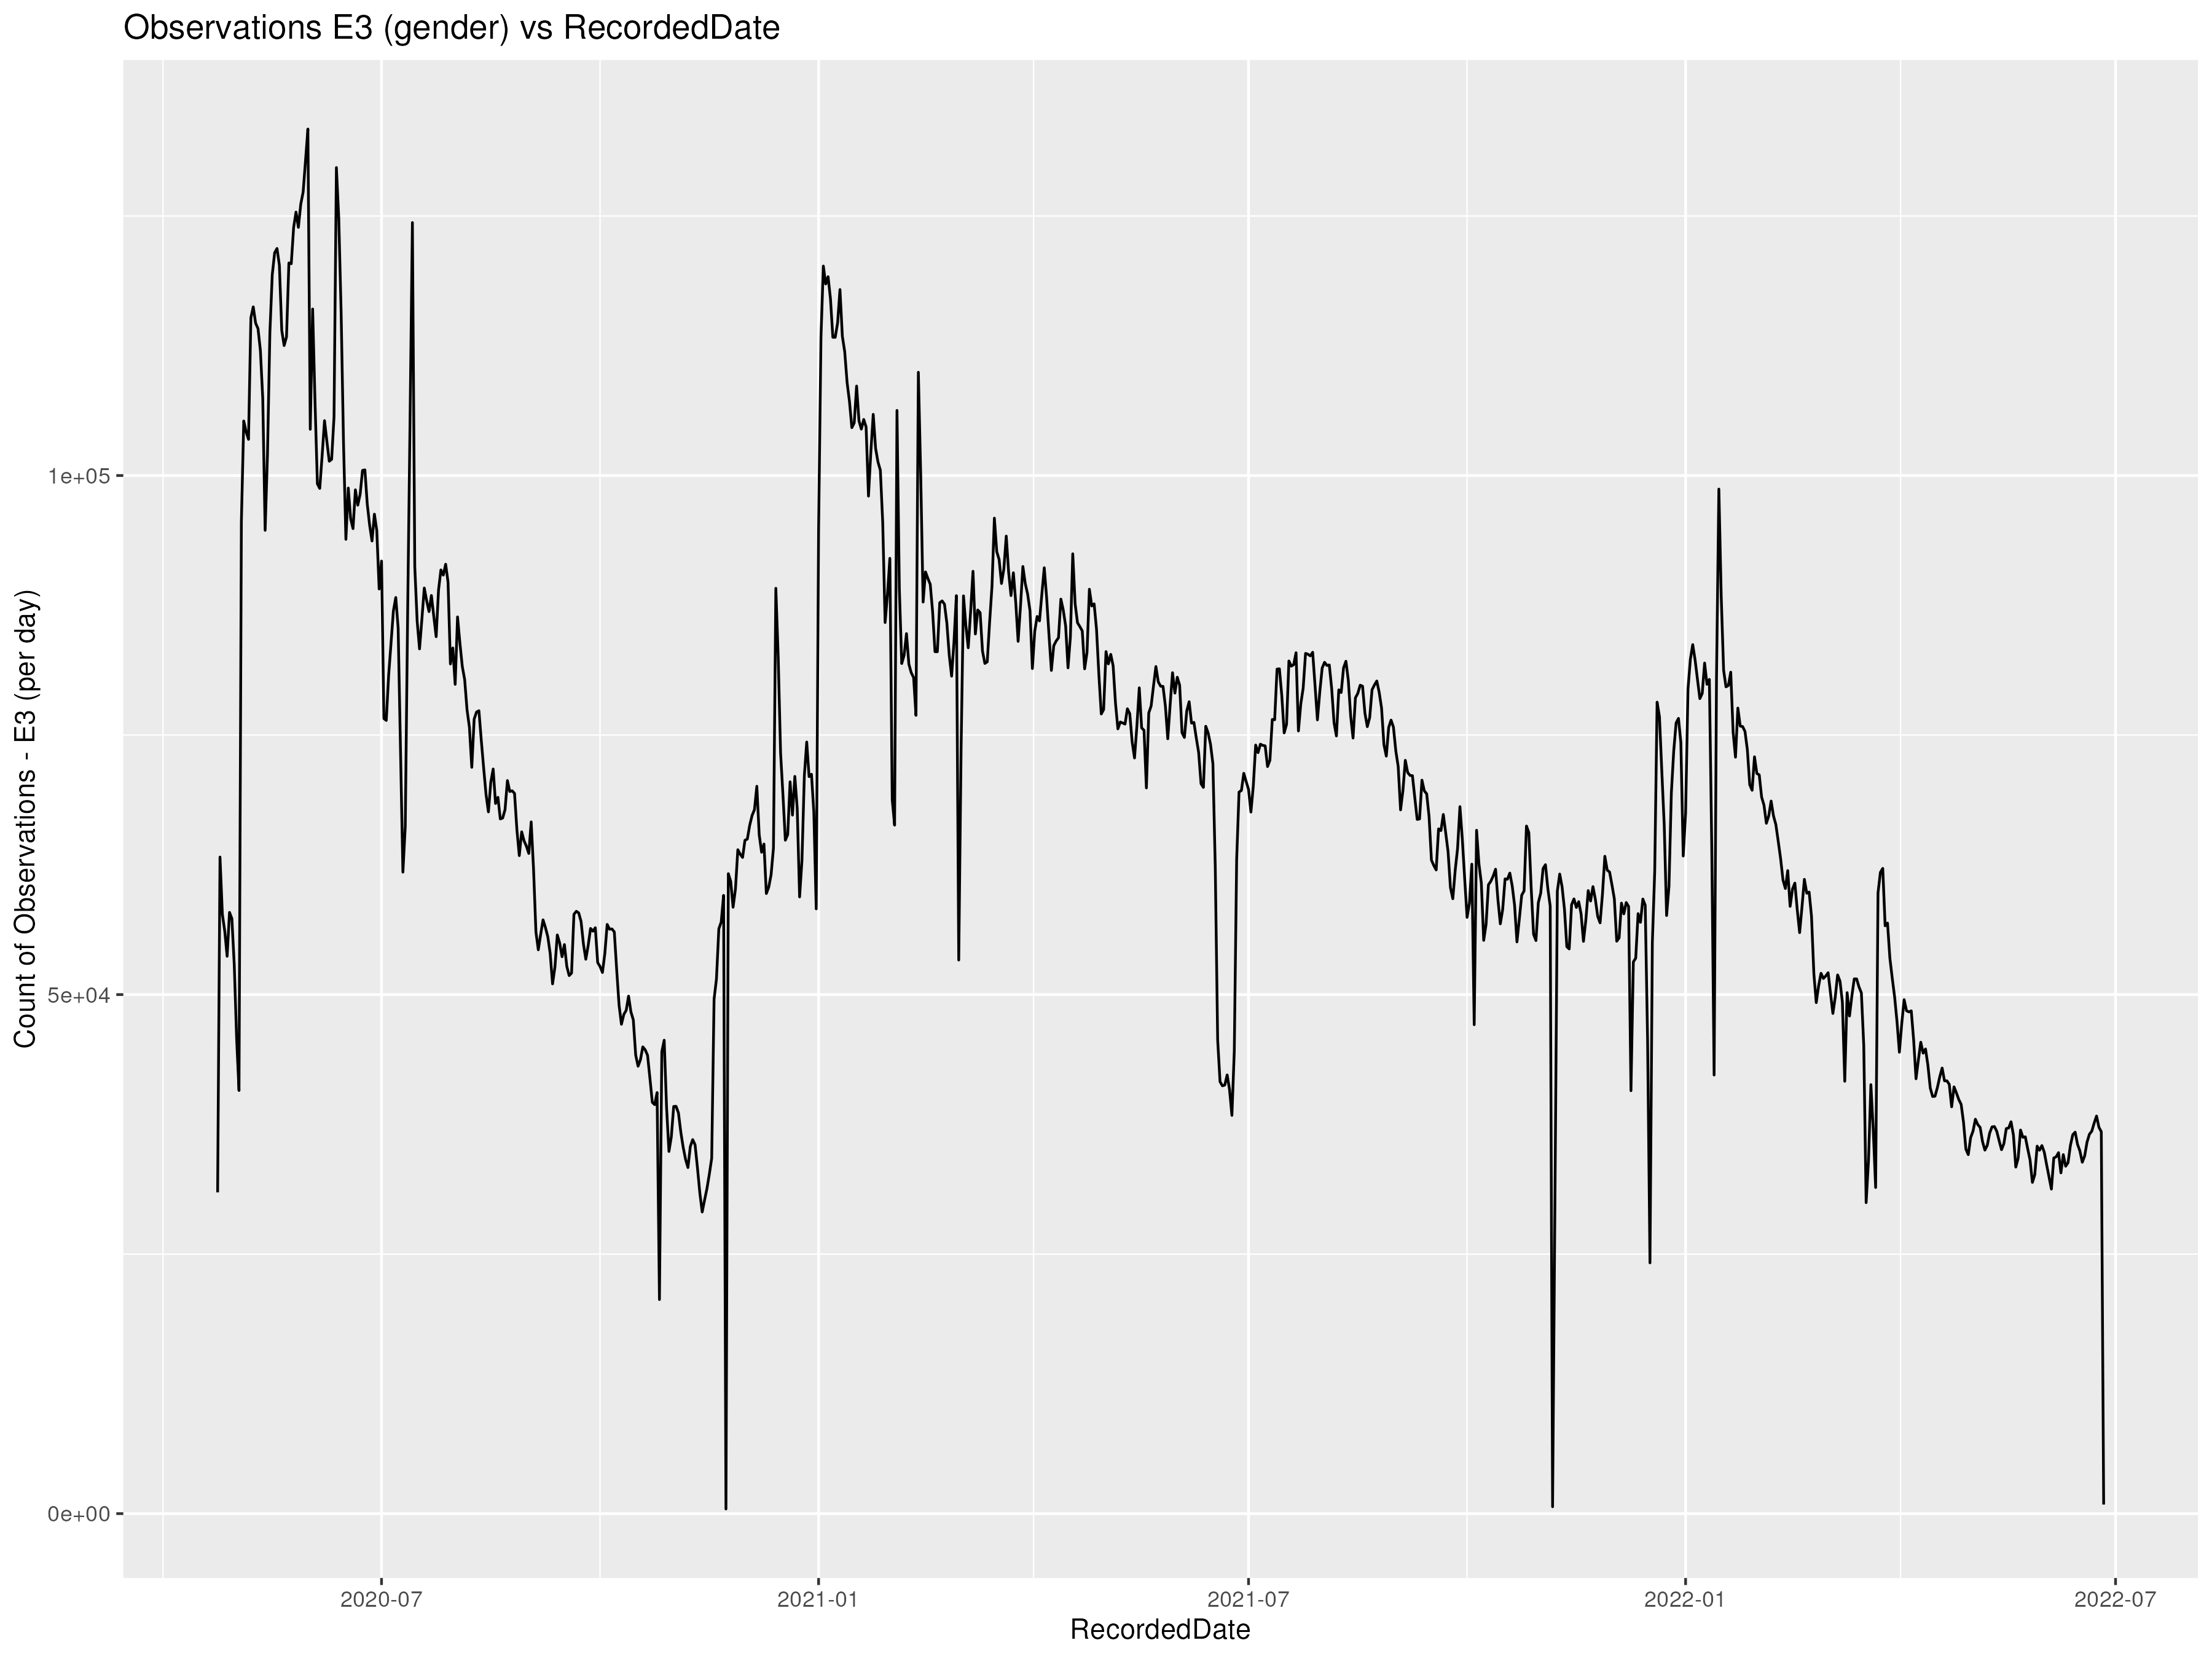 Observations E3 (gender) vs RecordedDate
Count of Observations - E3 (per day)
1e+05
5e+04
0e+00
2020-07
2021-01
2021-07
2022-01
2022-07
RecordedDate